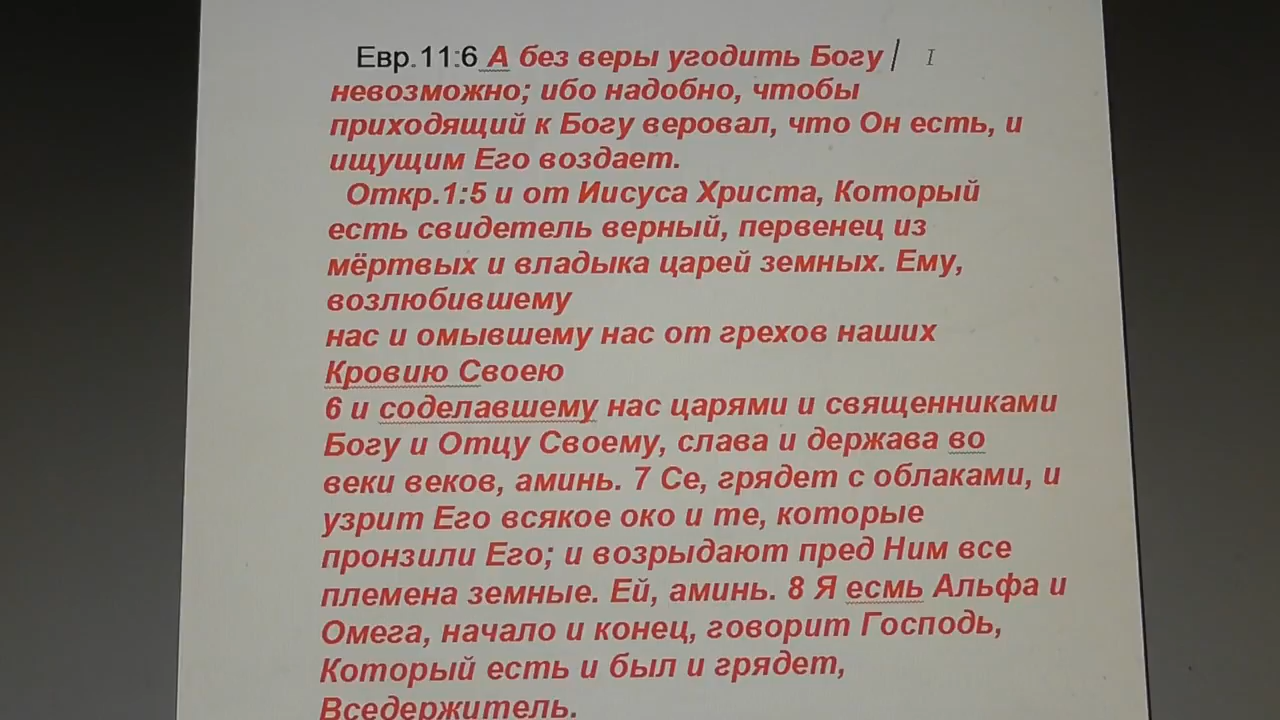 Евр.11:6 А без веры угодить Богу
невозможно; ибо надобно, чтобы
приходящий к Богу веровал, что Он есть, и
ищущим Его воздает.
Откр.1:5 и от Иисуса Христа, Который
есть свидетель верный, первенец из
мёртвых и владыка царей земных. Ему,
возлюбившему
нас и омывшему нас от грехов наших
Кровию Своею
6 и соделавшему нас царями и священниками
Богу и Отцу Своему, слава и держава во
веки веков, аминь. 7 Се, грядет с облаками, и
узрит Его всякое око и те, которые
пронзили Его; и возрыдают пред Ним все
племена земные. Ей, аминь. 8 Я есмь Альфа и
Омега, начало и конец, говорит Господь,
Который есть и был и грядет,
Вседержитель.